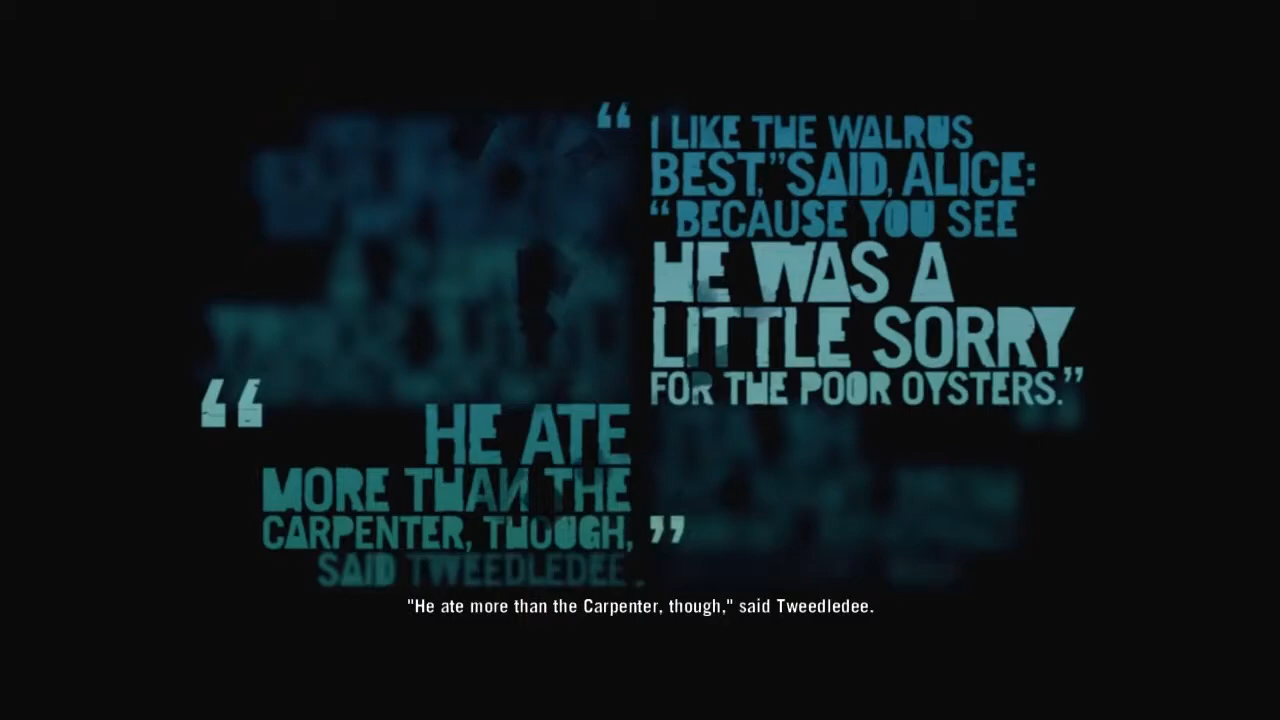 “ I LIKE THE WALRUS
BEST,” SAID, ALICE:
“BECAUSE YOU SEE
HE WAS A
LITTLE SORRY
FOR THE POOR OYSTERS.”
“ HE ATE
MORE THAN THE
CARPENTER, THOUGH, ”
SAID TWEEDLEDEE.
"He ate more than the Carpenter, though," said Tweedledee.